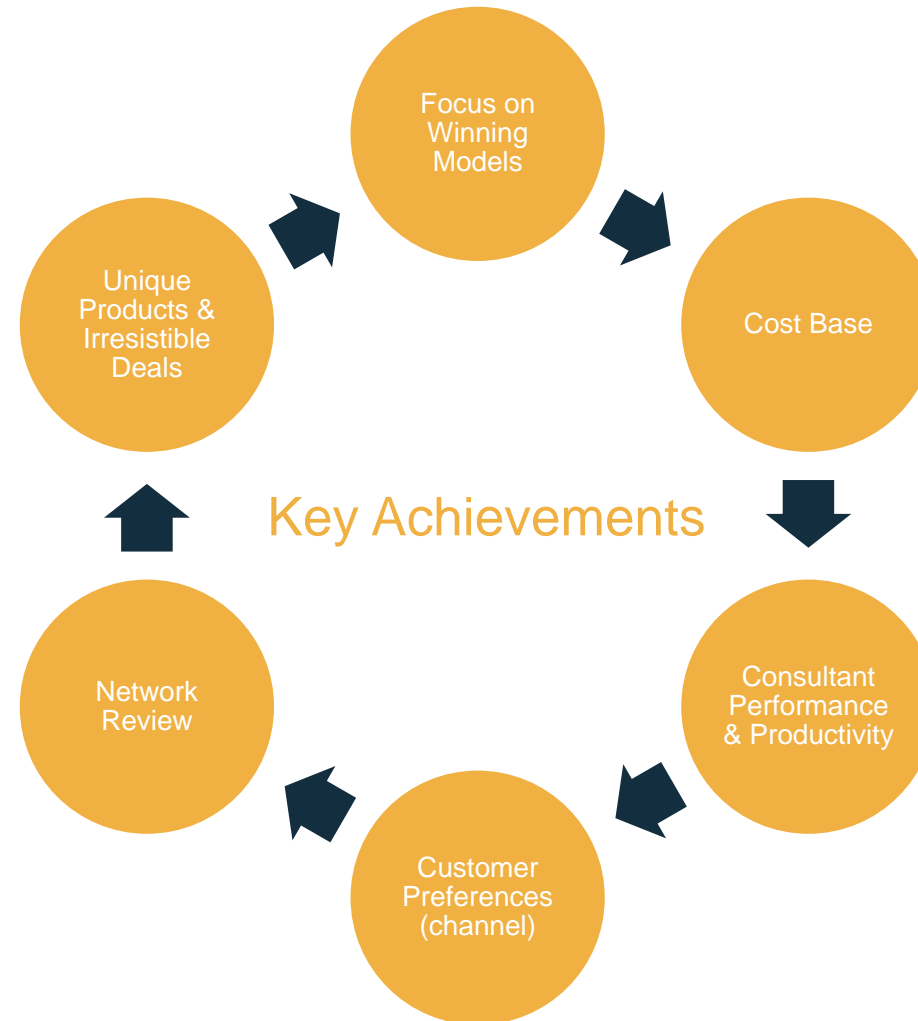 Focus on
Winning
Models
Cost Base
Consultant
Performance
& Productivity
Customer
Preferences
(channel)
Network
Review
Unique
Products &
Irresistible
Deals
Key Achievements